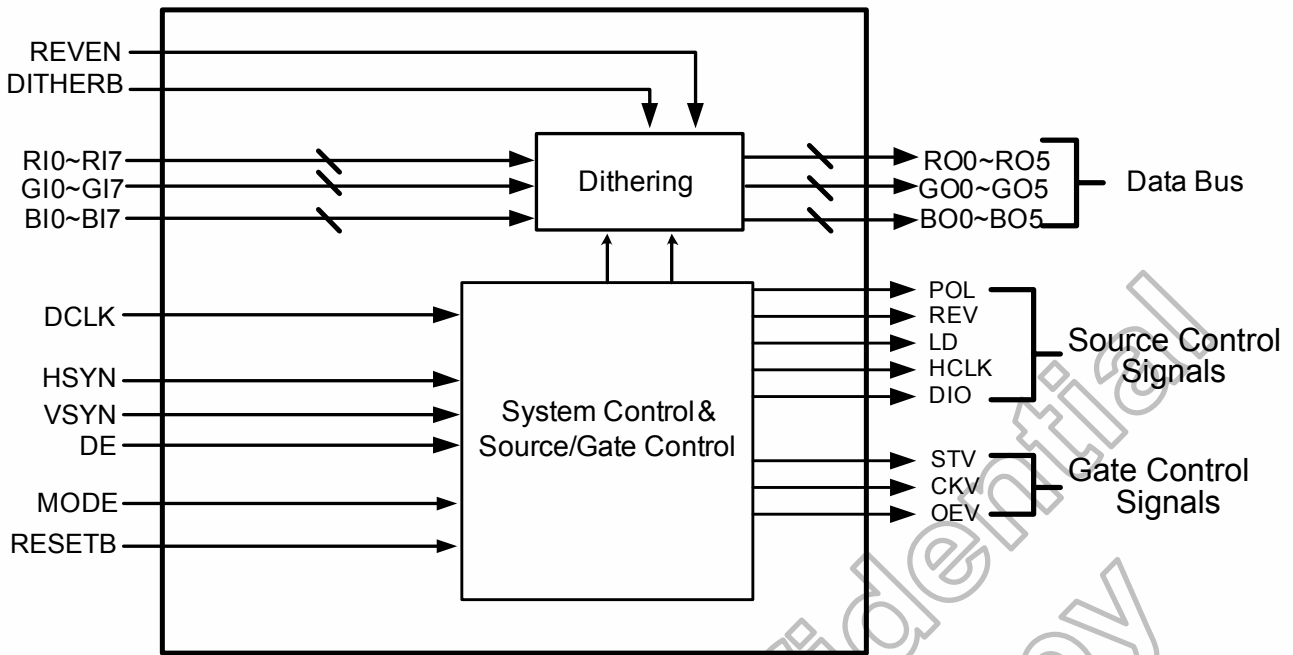 REVEN
DITHERB
RI0~RI7
GI0~GI7
BI0~BI7
DCLK
HSYN
VSYN
DE
MODE
RESETB
Dithering
System Control &
Source/Gate Control
RO0~RO5
GO0~GO5
BO0~BO5
Data Bus
POL
REV
LD
HCLK
DIO
Source Control
Signals
STV
CKV
OEV
Gate Control
Signals